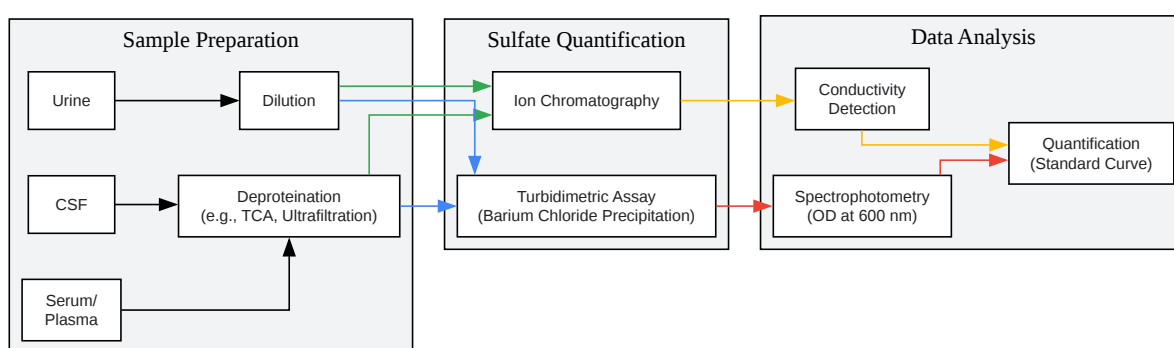 Sample Preparation
Urine
Dilution
CSF
Deproteination
(e.g., TCA, Ultrafiltration)
Serum/
Plasma
Sulfate Quantification
Ion Chromatography
Turbidimetric Assay
(Barium Chloride Precipitation)
Data Analysis
Conductivity
Detection
Spectrophotometry
(OD at 600 nm)
Quantification
(Standard Curve)